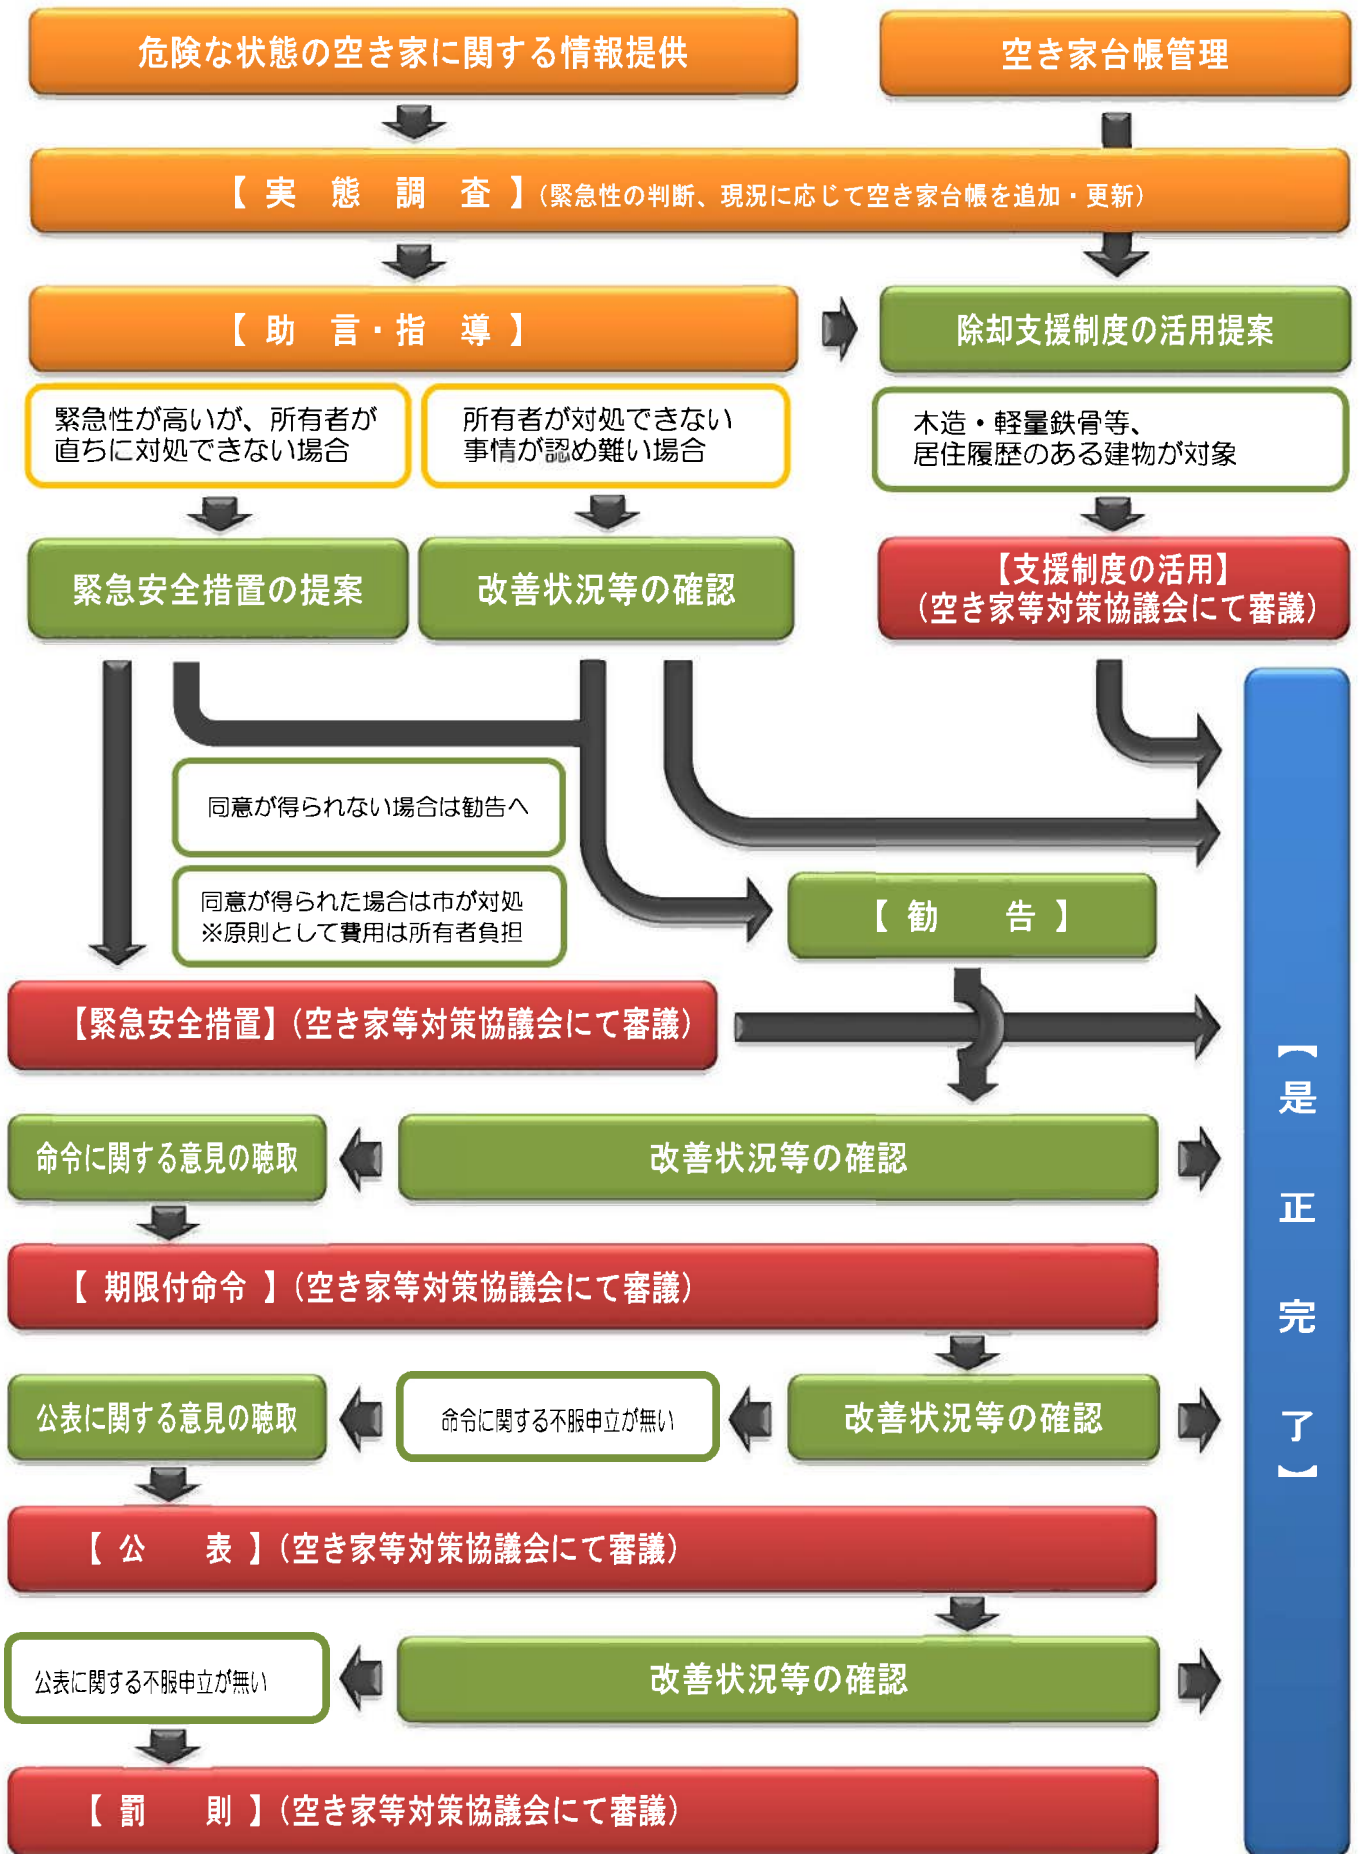 危険な状態の空き家に関する情報提供
空き家台帳管理
【 実 態 調 査 】(緊急性の判断、現況に応じて空き家台帳を追加・更新)
【 助 言・指 導 】
除却支援制度の活用提案
緊急性が高いが、所有者が
直ちに対処できない場合
所有者が対処できない
事情が認め難い場合
木造・軽量鉄骨等、
居住履歴のある建物が対象
緊急安全措置の提案
改善状況等の確認
【支援制度の活用】
(空き家等対策協議会にて審議)
同意が得られない場合は勧告へ
同意が得られた場合は市が対処
※原則として費用は所有者負担
【 勧 告 】
【緊急安全措置】(空き家等対策協議会にて審議)
命令に関する意見の聴取
改善状況等の確認
【 期限付命令 】(空き家等対策協議会にて審議)
公表に関する意見の聴取
命令に関する不服申立が無い
改善状況等の確認
【 公 表 】(空き家等対策協議会にて審議)
公表に関する不服申立が無い
改善状況等の確認
【 罰 則 】(空き家等対策協議会にて審議)
【是正完了】